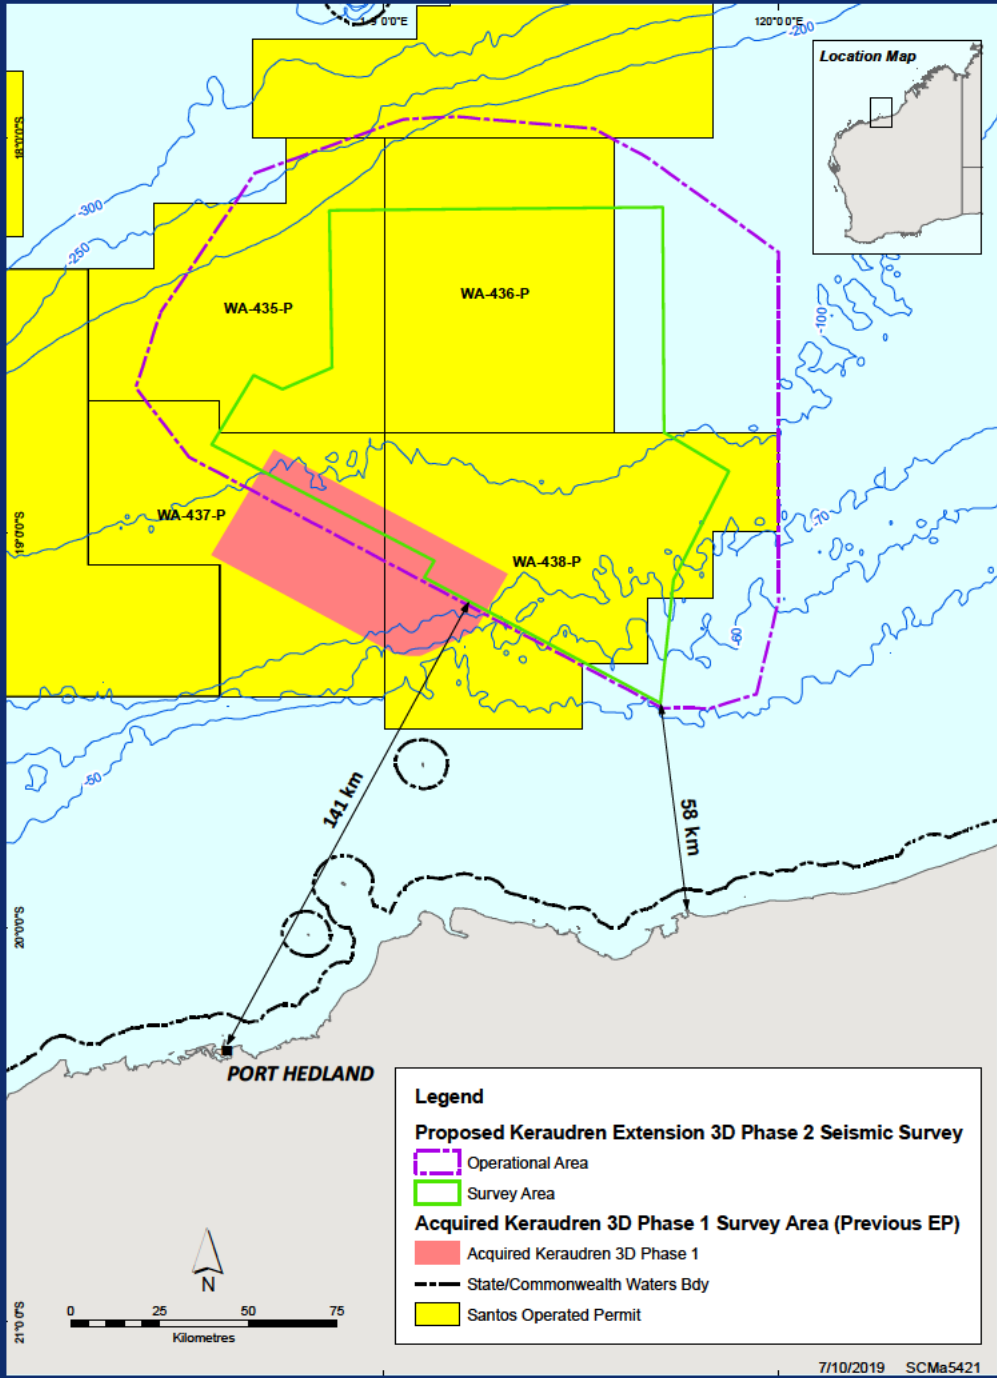 119°0'0"E
120°0'0"E
-200
Location Map
18°0'0"S
-300
-250
WA-435-P
WA-436-P
-100
19°0'0"S
WA-437-P
-70
WA-438-P
-60
-50
141 km
58 km
20°0'0"S
PORT HEDLAND
Legend
Proposed Keraudren Extension 3D Phase 2 Seismic Survey
Operational Area
Survey Area
Acquired Keraudren 3D Phase 1 Survey Area (Previous EP)
Acquired Keraudren 3D Phase 1
State/Commonwealth Waters Bdy
Santos Operated Permit
N
0 25 50 75
Kilometres
21°0'0"S
7/10/2019 SCMa5421